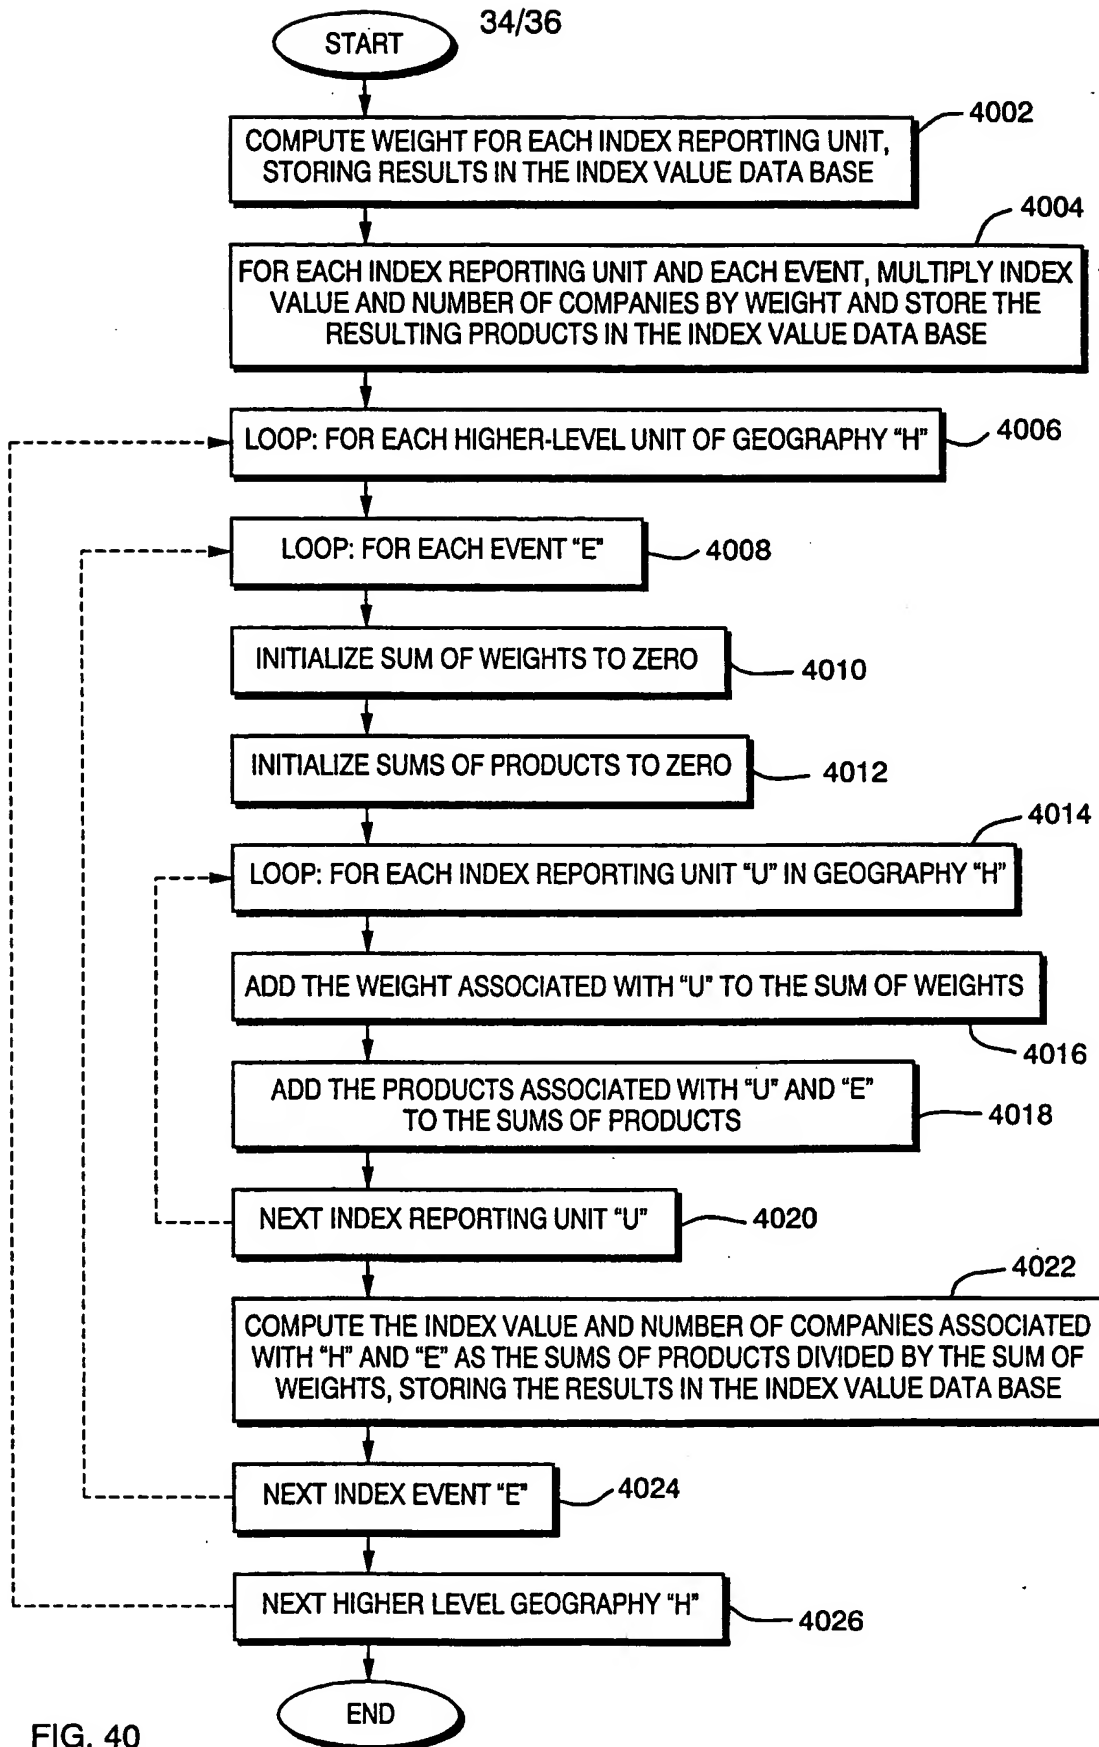 34/36
START
4002
COMPUTE WEIGHT FOR EACH INDEX REPORTING UNIT,
STORING RESULTS IN THE INDEX VALUE DATA BASE
4004
FOR EACH INDEX REPORTING UNIT AND EACH EVENT, MULTIPLY INDEX
VALUE AND NUMBER OF COMPANIES BY WEIGHT AND STORE THE
RESULTING PRODUCTS IN THE INDEX VALUE DATA BASE
LOOP: FOR EACH HIGHER-LEVEL UNIT OF GEOGRAPHY "H"
4006
LOOP: FOR EACH EVENT "E"
4008
INITIALIZE SUM OF WEIGHTS TO ZERO
4010
INITIALIZE SUMS OF PRODUCTS TO ZERO
4012
4014
LOOP: FOR EACH INDEX REPORTING UNIT "U" IN GEOGRAPHY "H"
ADD THE WEIGHT ASSOCIATED WITH "U" TO THE SUM OF WEIGHTS
4016
ADD THE PRODUCTS ASSOCIATED WITH "U" AND "E"
TO THE SUMS OF PRODUCTS
4018
NEXT INDEX REPORTING UNIT "U"
4020
4022
COMPUTE THE INDEX VALUE AND NUMBER OF COMPANIES ASSOCIATED
WITH "H" AND "E" AS THE SUMS OF PRODUCTS DIVIDED BY THE SUM OF
WEIGHTS, STORING THE RESULTS IN THE INDEX VALUE DATA BASE
NEXT INDEX EVENT "E"
4024
NEXT HIGHER LEVEL GEOGRAPHY "H"
4026
END
FIG. 40